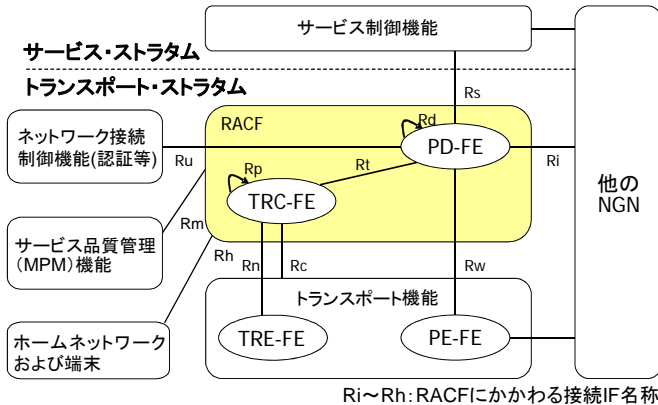 サービス制御機能
サービス・ストラタム
トランスポート・ストラタム
Rs
RACF
Rd
ネットワーク接続
制御機能(認証等)
Ru
PD-FE
Ri
Rt
Rp
TRC-FE
他の
NGN
Rm
サービス品質管理
(MPM)機能
Rh
Rn
Rc
Rw
トランスポート機能
ホームネットワーク
および端末
TRE-FE
PE-FE
Ri～Rh:RACFにかかわる接続IF名称